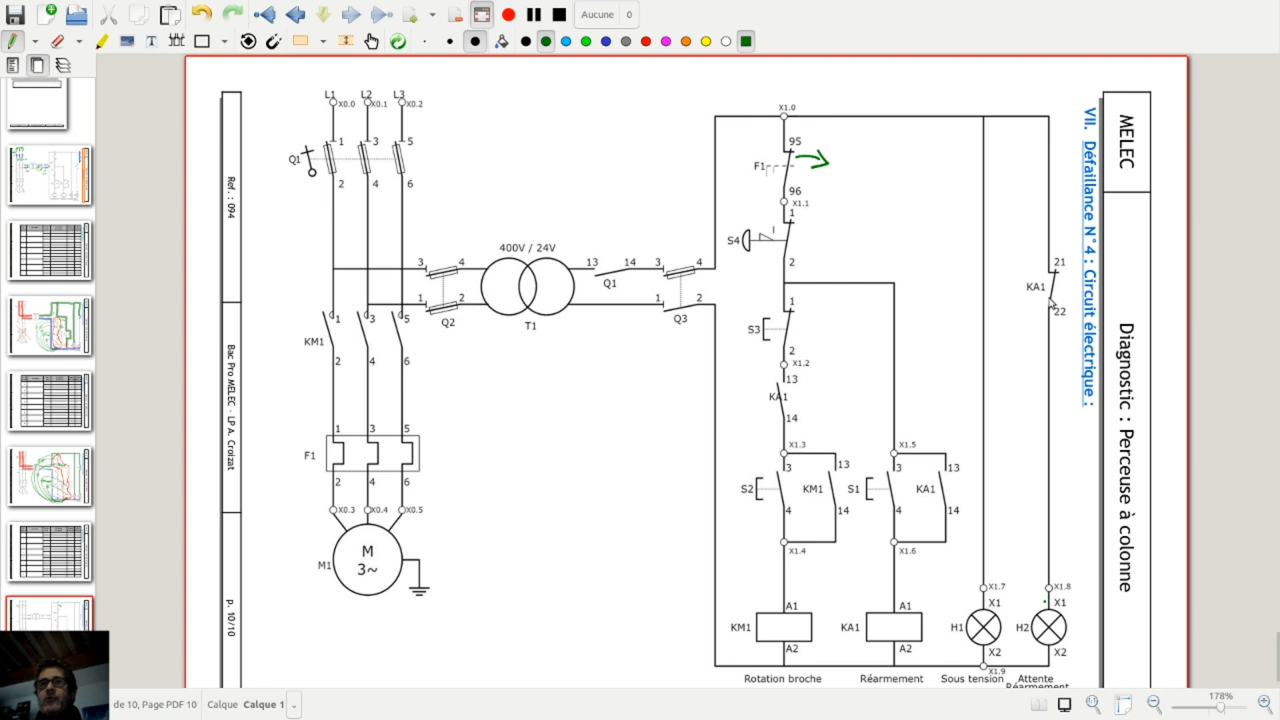 Aucune 0
L1 L2 L3
X0.0 X0.1 X0.2
Q1
1 3 5
2 4 6
400V / 24V
3 4
1 2
Q2
T1
13 14
Q1
3 4
1 2
Q3
KM1
1 3 5
2 4 6
F1
1 3 5
2 4 6
X0.3 X0.4 X0.5
M1
M
3~
X1.0
95
F1
96
X1.1
1
S4
2
1
S3
2
X1.2
13
KA1
14
X1.3
3 13
S2 KM1
4 14
X1.4
A1
KM1
A2
Rotation broche
X1.5
3 13
S1 KA1
4 14
X1.6
A1
KA1
A2
Réarmement
X1.7
X1
H1
X2
X1.9
Sous tension
21
KA1
22
X1.8
X1
H2
X2
Attente
Réarmement
MELEC
Diagnostic : Perceuse à colonne
VII. Défaillance N°4 : Circuit électrique :
Ref. : 094
Bac Pro MELEC - LP A. Croizat
p. 10/10
de 10, Page PDF 10 Calque Calque 1 178%